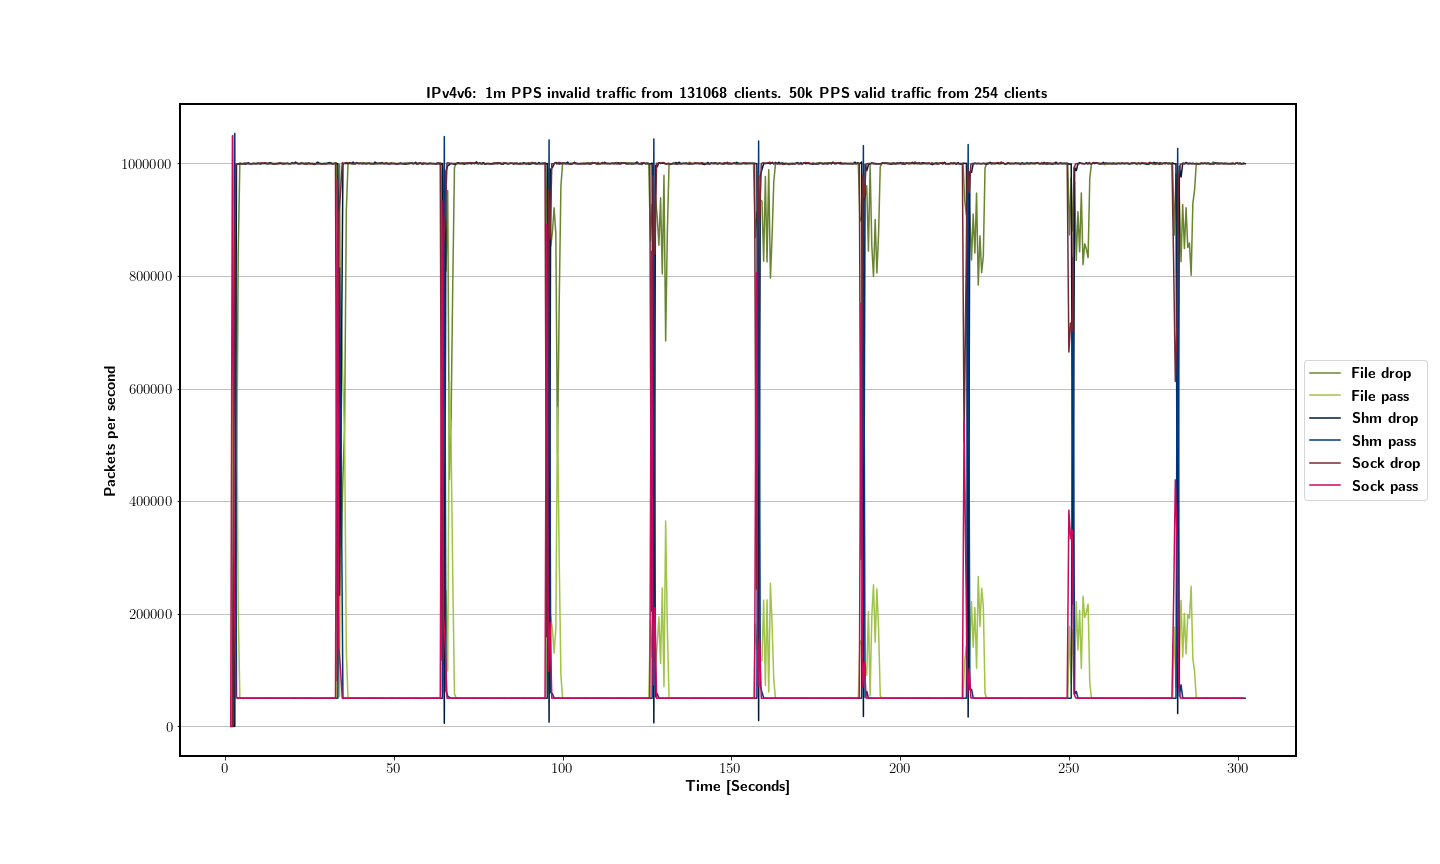 IPv4v6: 1m PPS invalid traffic from 131068 clients. 50k PPS valid traffic from 254 clients
1000000
800000
600000
400000
200000
0
Packets per second
0 50 100 150 200 250 300
Time [Seconds]
File drop
File pass
Shm drop
Shm pass
Sock drop
Sock pass